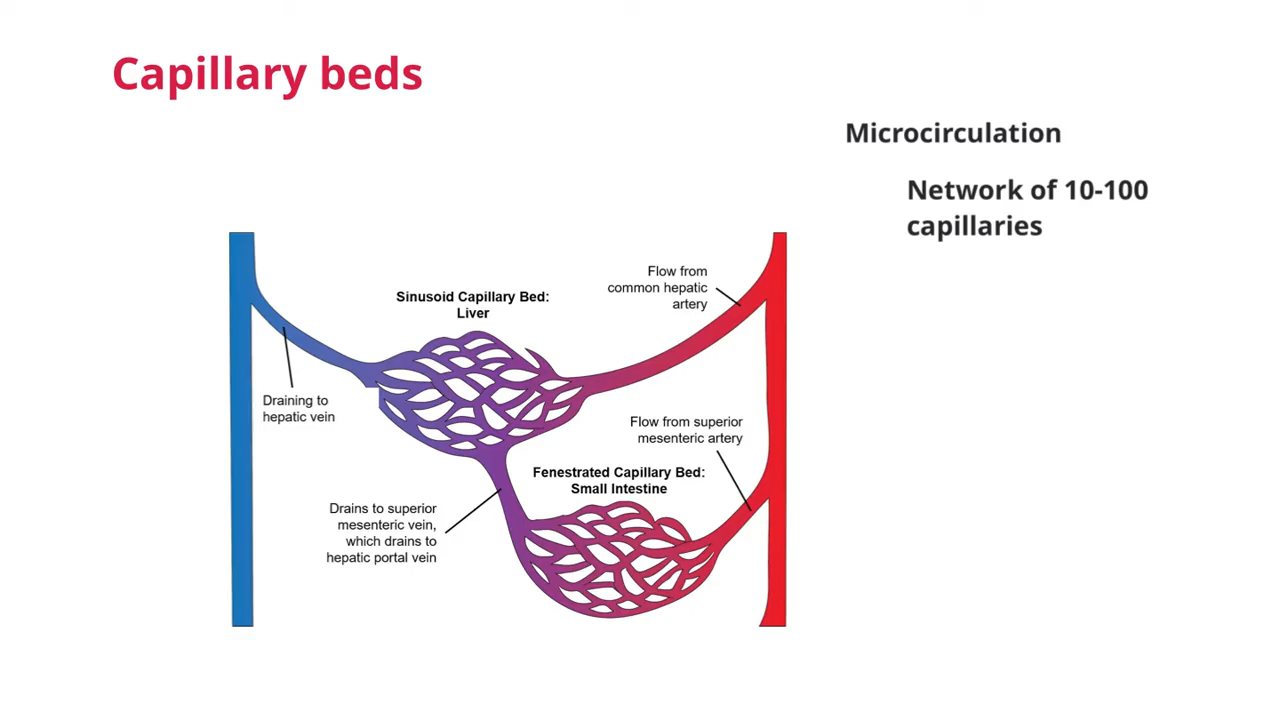 Capillary beds
Microcirculation
Network of 10-100
capillaries
Flow from
common hepatic
artery
Sinusoid Capillary Bed:
Liver
Draining to
hepatic vein
Flow from superior
mesenteric artery
Fenestrated Capillary Bed:
Small Intestine
Drains to superior
mesenteric vein,
which drains to
hepatic portal vein